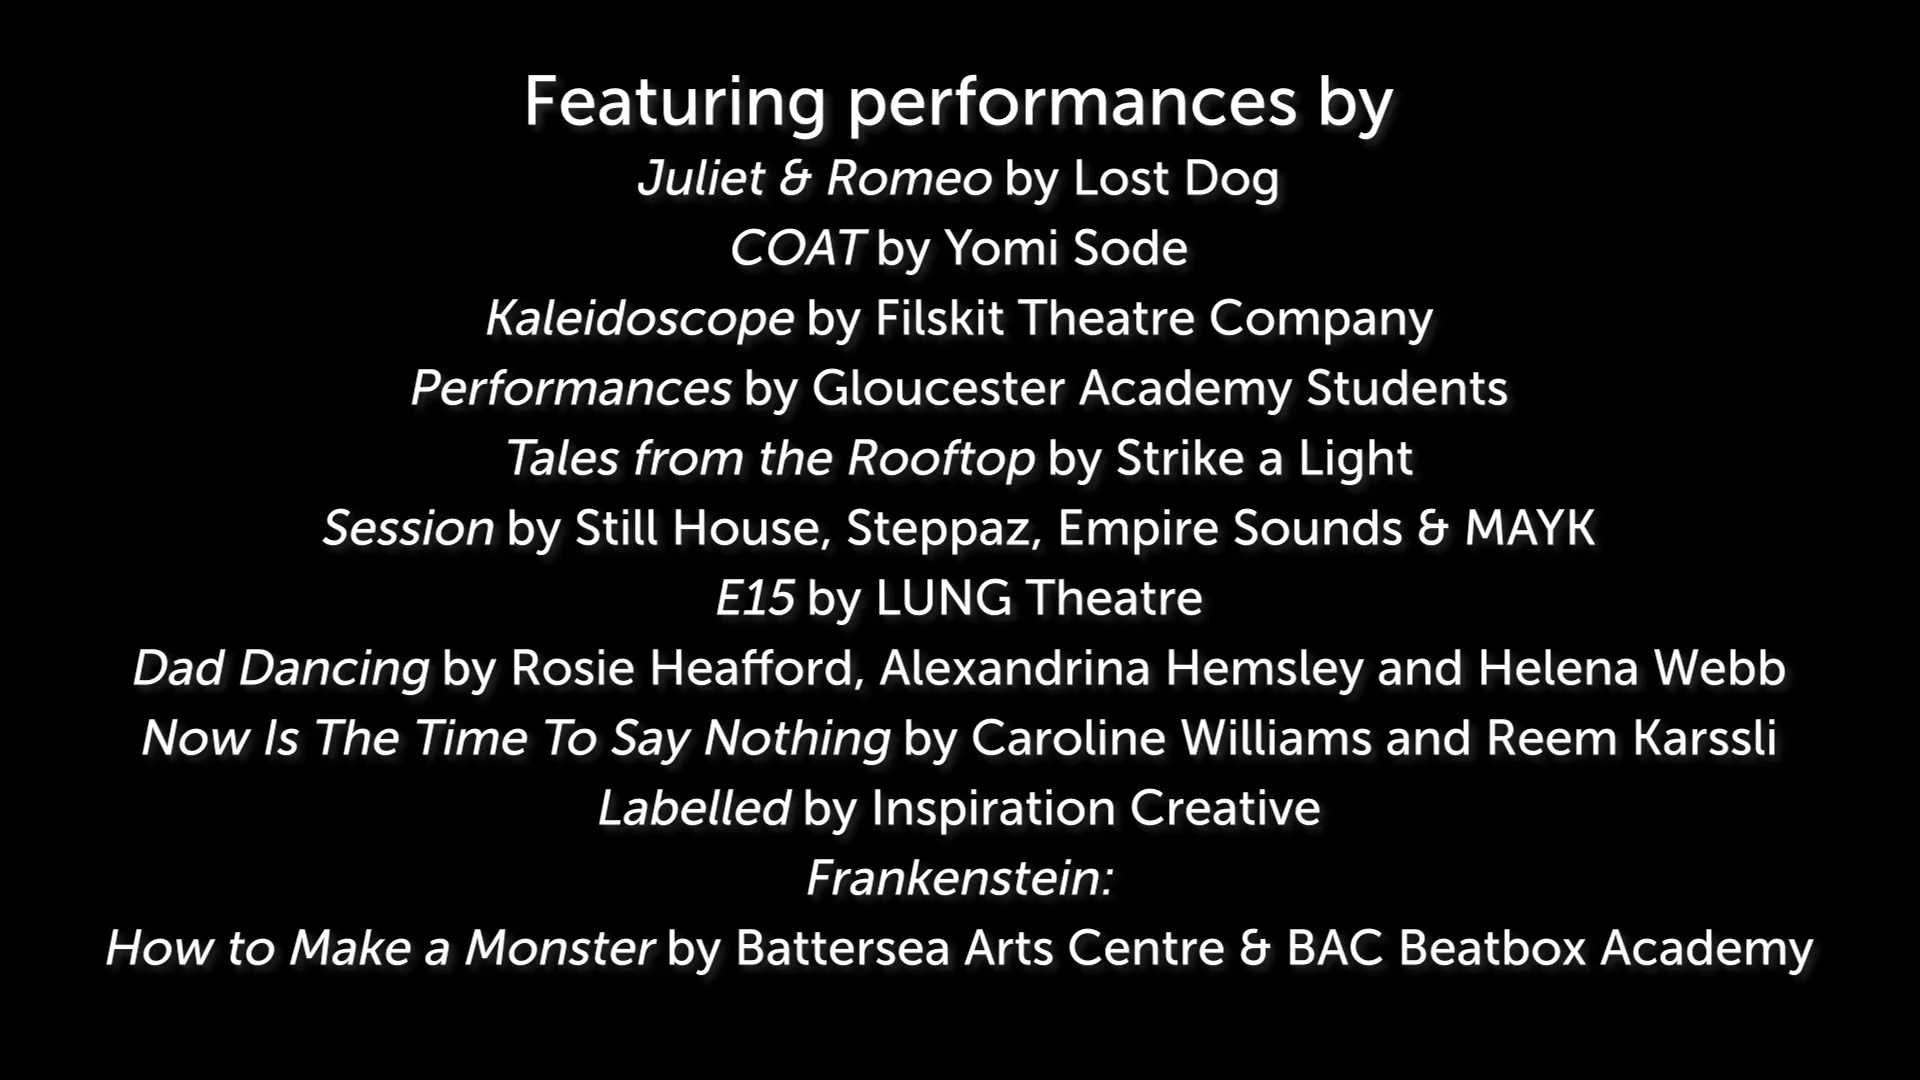 Featuring performances by
Juliet & Romeo by Lost Dog
COAT by Yomi Sode
Kaleidoscope by Filskit Theatre Company
Performances by Gloucester Academy Students
Tales from the Rooftop by Strike a Light
Session by Still House, Steppaz, Empire Sounds & MAYK
E15 by LUNG Theatre
Dad Dancing by Rosie Heafford, Alexandrina Hemsley and Helena Webb
Now Is The Time To Say Nothing by Caroline Williams and Reem Karssli
Labelled by Inspiration Creative
Frankenstein:
How to Make a Monster by Battersea Arts Centre & BAC Beatbox Academy